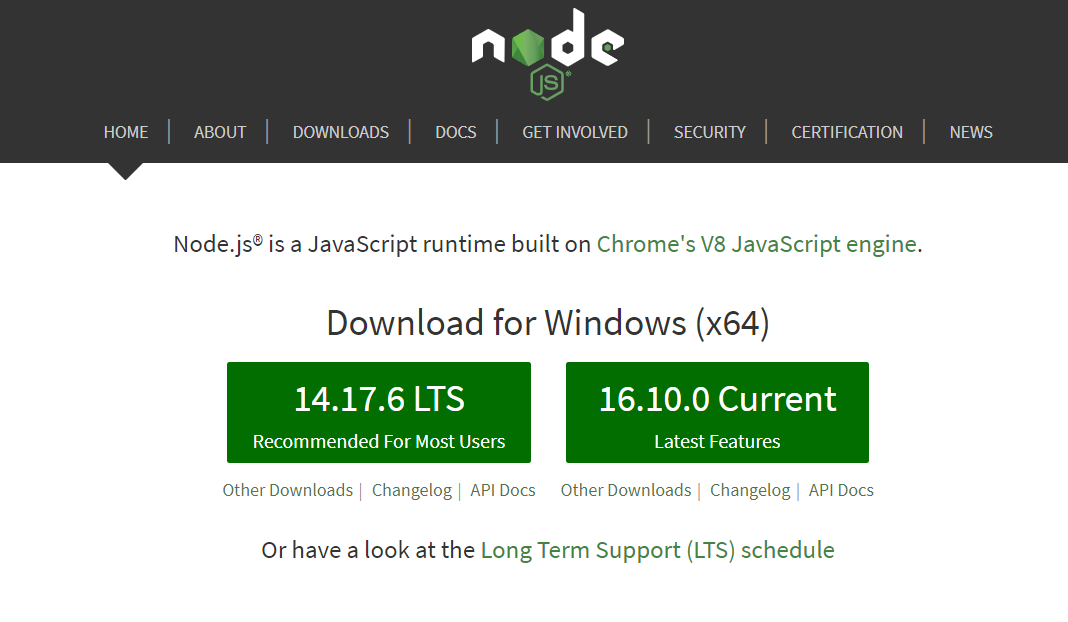 node
JS®
HOME | ABOUT | DOWNLOADS | DOCS | GET INVOLVED | SECURITY | CERTIFICATION | NEWS
Node.js® is a JavaScript runtime built on Chrome's V8 JavaScript engine.
Download for Windows (x64)
14.17.6 LTS
Recommended For Most Users
16.10.0 Current
Latest Features
Other Downloads | Changelog | API Docs
Other Downloads | Changelog | API Docs
Or have a look at the Long Term Support (LTS) schedule